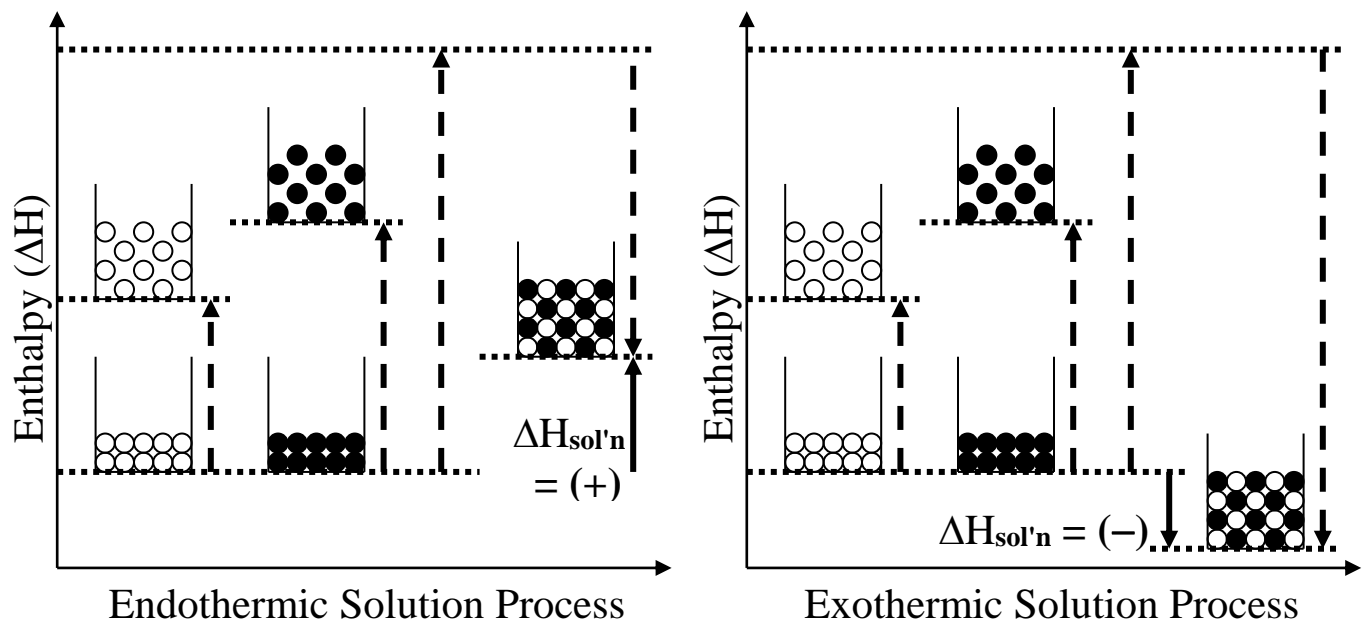 Enthalpy (ΔH)
ΔHsol'n
= (+)
Endothermic Solution Process
Enthalpy (ΔH)
ΔHsol'n = (−)
Exothermic Solution Process